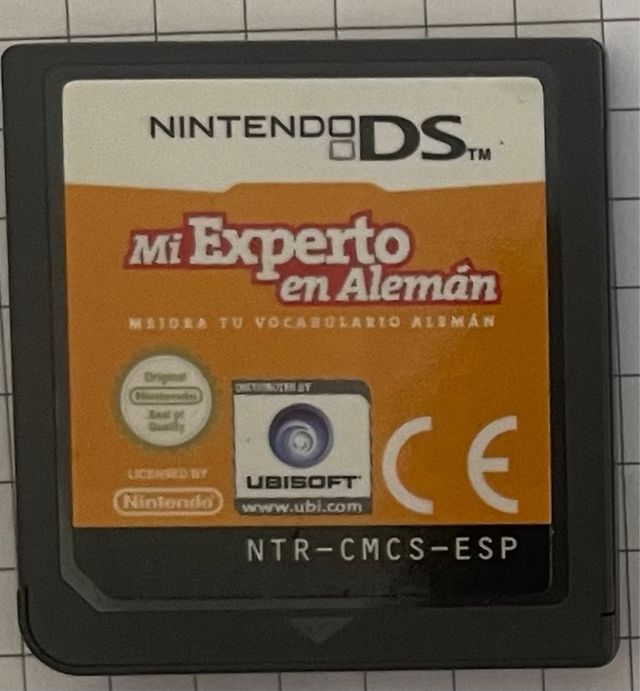 NINTENDO DS™
Mi Experto
en Alemán
MEJORA TU VOCABULARIO ALEMÁN
Original
Nintendo
Seal of
Quality
LICENSED BY
Nintendo
DISTRIBUTED BY
UBISOFT
www.ubi.com
CE
NTR-CMCS-ESP